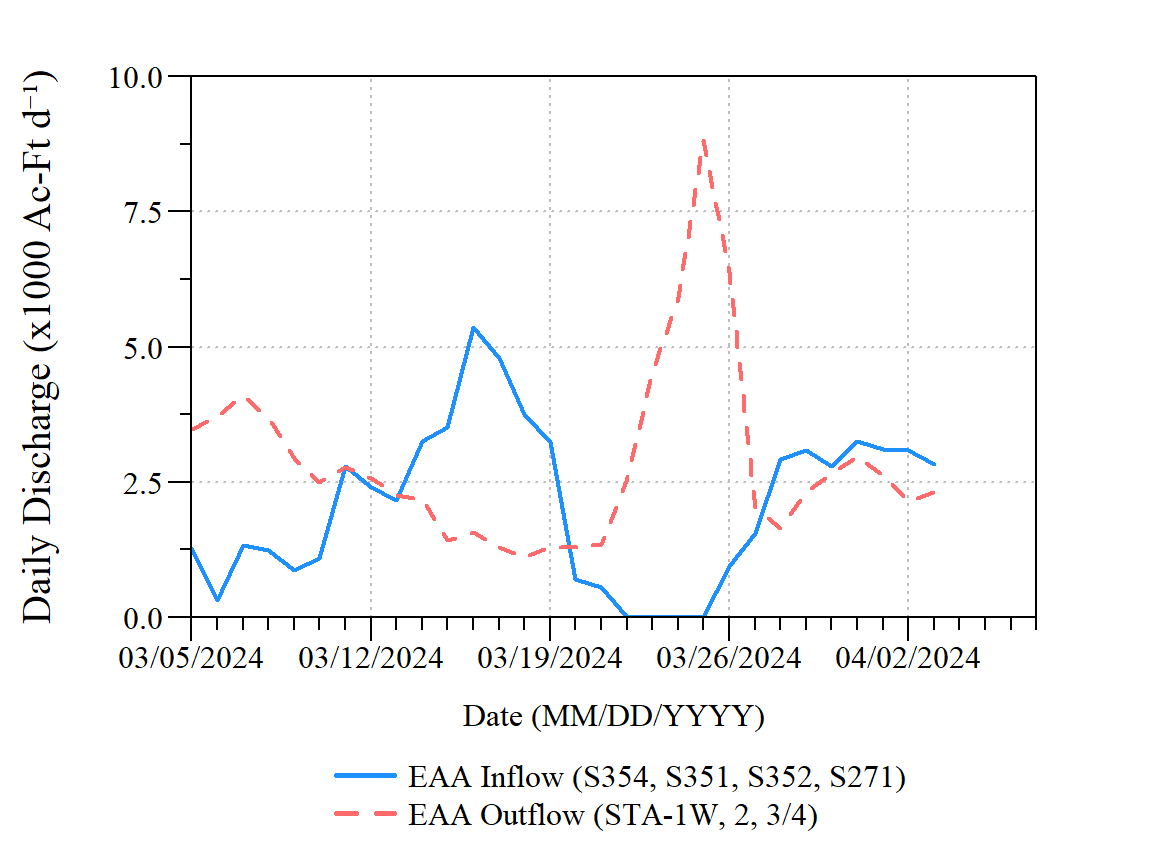 Daily Discharge (x1000 Ac-Ft d⁻¹)
10.0
7.5
5.0
2.5
0.0
03/05/2024 03/12/2024 03/19/2024 03/26/2024 04/02/2024
Date (MM/DD/YYYY)
EAA Inflow (S354, S351, S352, S271)
EAA Outflow (STA-1W, 2, 3/4)